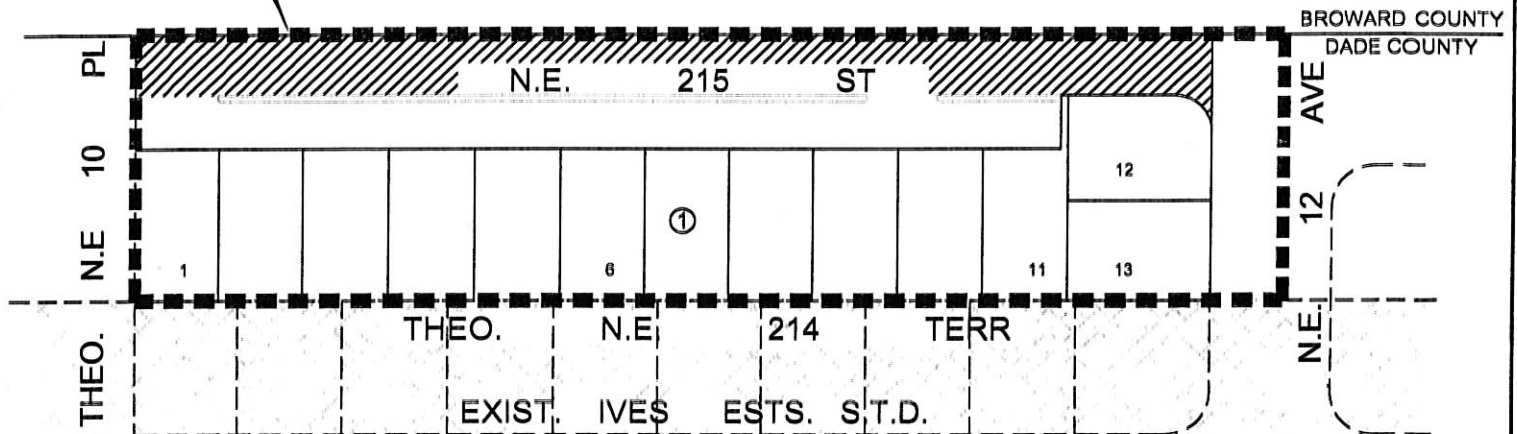 BROWARD COUNTY
DADE COUNTY
N.E. 215 ST
N.E 10 PL
N.E. 12 AVE
12
①
1
6
11
13
THEO. N.E 214 TERR
THEO.
EXIST. IVES ESTS. S.T.D.